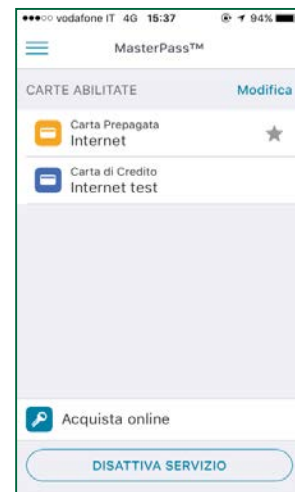 vodafone IT 4G 15:37 94%
MasterPass™
CARTE ABILITATE Modifica
Carta Prepagata
Internet
Carta di Credito
Internet test
Acquista online
DISATTIVA SERVIZIO